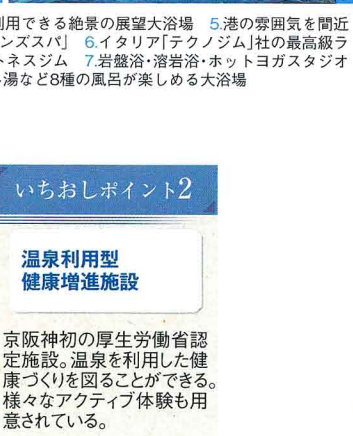 用できる絶景の展望大浴場 5.港の雰囲気を間近
ンズスパ」 6.イタリア「テクノジム」社の最高級ラ
トネスジム 7.岩盤浴・溶岩浴・ホットヨガスタジオ
湯など8種の風呂が楽しめる大浴場
いちおしポイント2
温泉利用型
健康増進施設
京阪神初の厚生労働省認
定施設。温泉を利用した健
康づくりを図ることができる。
様々なアクティブ体験も用
意されている。